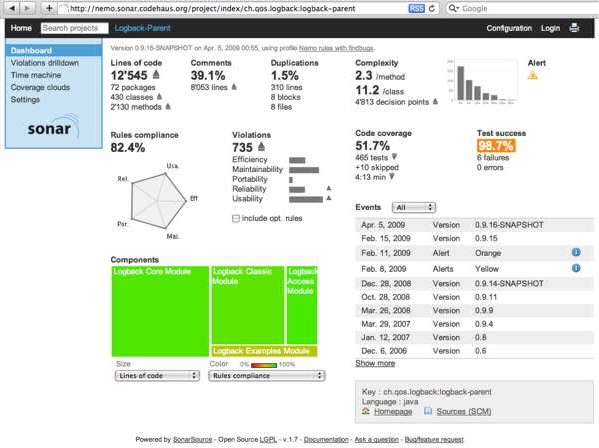 http://nemo.sonar.codehaus.org/project/index/ch.qos.logback:logback-parent
RSS
Google
Home
Search projects
Logback-Parent
Configuration
Login
Dashboard
Violations drilldown
Time machine
Coverage clouds
Settings
sonar
Version 0.9.16-SNAPSHOT on Apr. 5, 2009 00:55, using profile Nemo rules with findbugs.
Lines of code
12'545
72 packages
430 classes
2'130 methods
Comments
39.1%
8'053 lines
Duplications
1.5%
310 lines
8 blocks
8 files
Complexity
2.3 /method
11.2 /class
4'813 decision points
Alert
Rules compliance
82.4%
Usa.
Eff
Mai.
Por.
Rel.
Violations
735
Efficiency
Maintainability
Portability
Reliability
Usability
include opt. rules
Code coverage
51.7%
465 tests
+10 skipped
4:13 min
Test success
98.7%
6 failures
0 errors
Events
All
Apr. 5, 2009 Version 0.9.16-SNAPSHOT
Feb. 15, 2009 Version 0.9.15
Feb. 11, 2009 Alert Orange
Feb. 8, 2009 Alerts Yellow
Dec. 28, 2008 Version 0.9.14-SNAPSHOT
Oct. 28, 2008 Version 0.9.11
Mar. 26, 2008 Version 0.9.9
Mar. 29, 2007 Version 0.9.4
Jan. 12, 2007 Version 0.8
Dec. 6, 2006 Version 0.6
Show more
Components
Logback Core Module
Logback Classic Module
Logback Access Module
Logback Examples Module
Size
Lines of code
Color 0% 100%
Rules compliance
Key : ch.qos.logback:logback-parent
Language : java
Homepage
Sources (SCM)
Powered by SonarSource - Open Source LGPL - v.1.7 - Documentation - Ask a question - Bug/feature request